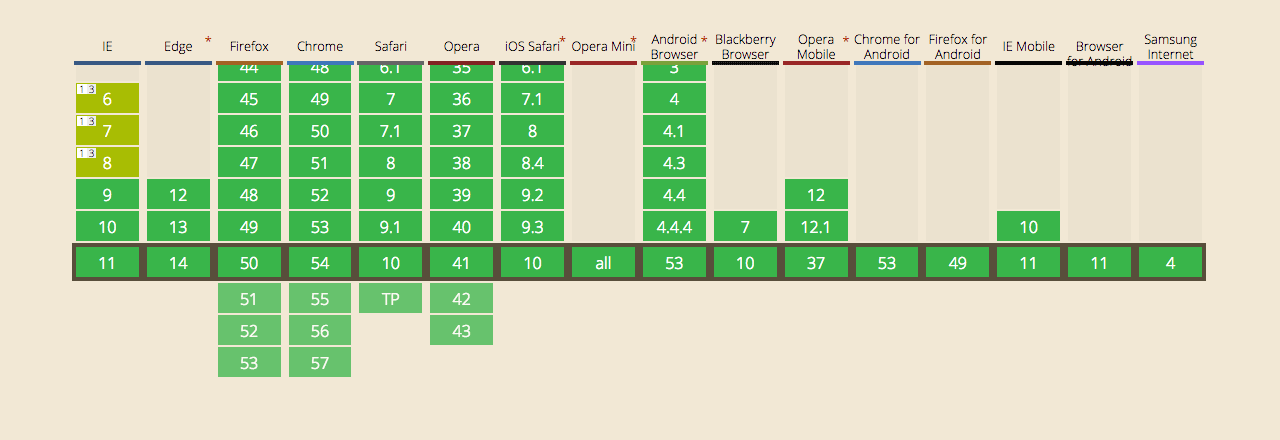 IE
Edge *
Firefox
Chrome
Safari
Opera
iOS Safari *
Opera Mini *
Android *
Browser
Blackberry
Browser
Opera *
Mobile
Chrome for
Android
Firefox for
Android
IE Mobile
Browser
for Android
Samsung
Internet
44 48 6.1 35 6.1 3
1 3 6 45 49 7 36 7.1 4
1 3 7 46 50 7.1 37 8 4.1
1 3 8 47 51 8 38 8.4 4.3
9 12 48 52 9 39 9.2 4.4 12
10 13 49 53 9.1 40 9.3 4.4.4 7 12.1 10
11 14 50 54 10 41 10 all 53 10 37 53 49 11 11 4
51 55 TP 42
52 56 43
53 57